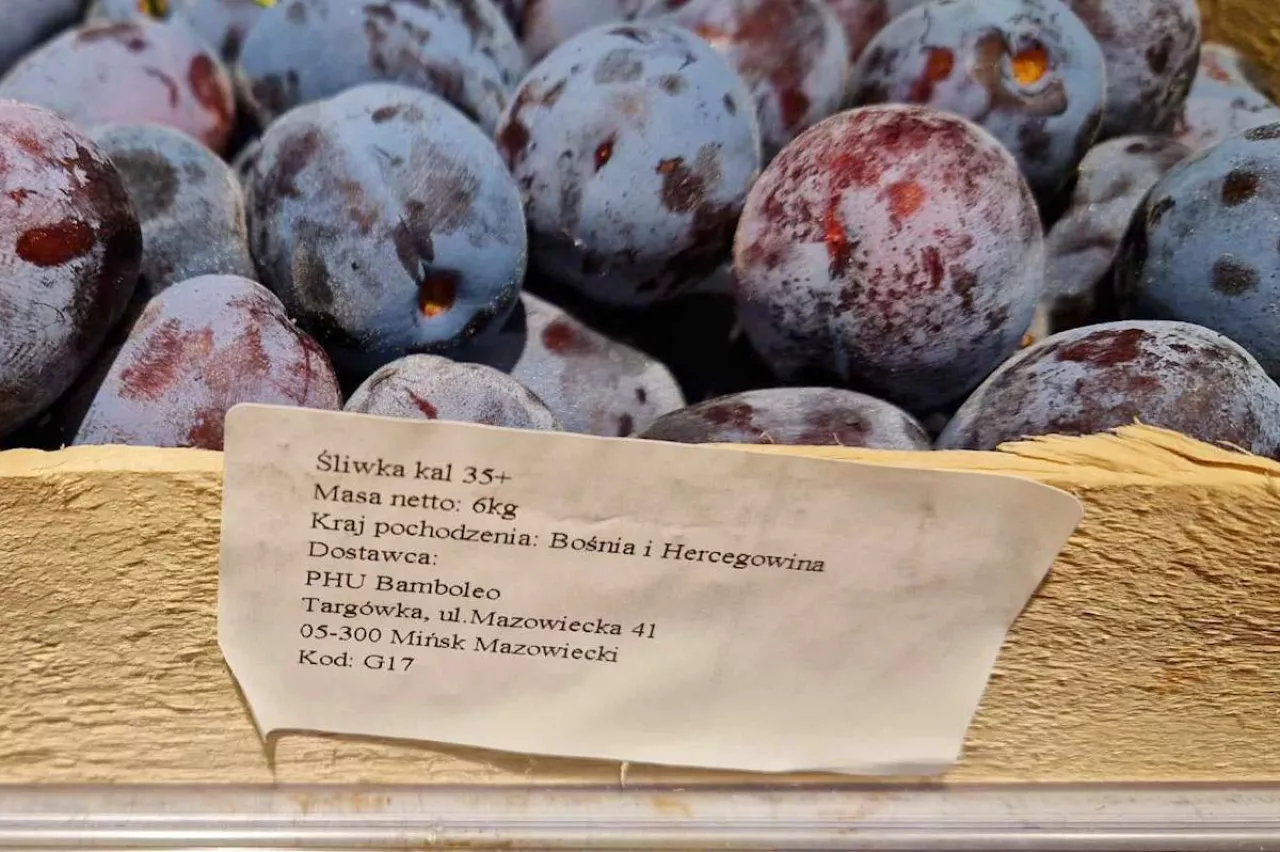 Śliwka kal 35+
Masa netto: 6kg
Kraj pochodzenia: Bośnia i Hercegowina
Dostawca:
PHU Bamboleo
Targówka, ul.Mazowiecka 41
05-300 Mińsk Mazowiecki
Kod: G17